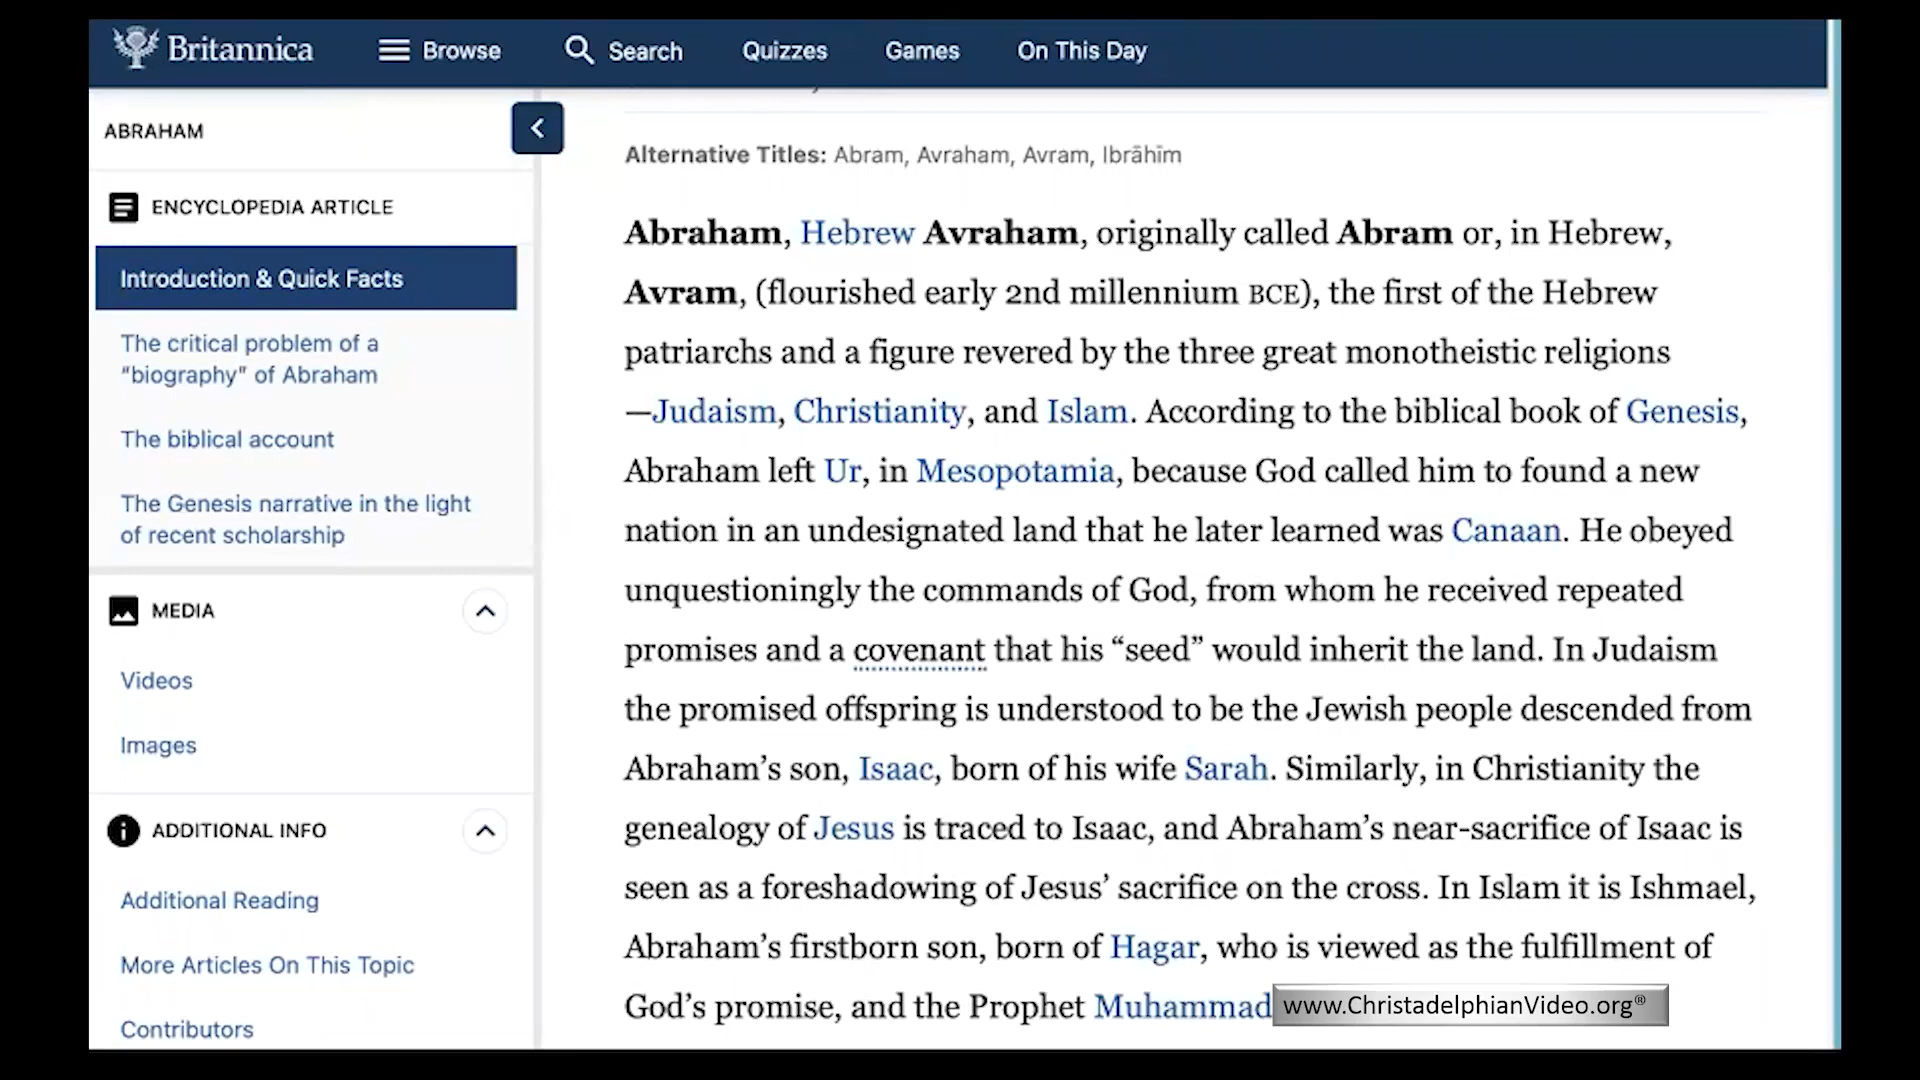 Britannica Browse Search Quizzes Games On This Day
ABRAHAM
ENCYCLOPEDIA ARTICLE
Introduction & Quick Facts
The critical problem of a
“biography” of Abraham
The biblical account
The Genesis narrative in the light
of recent scholarship
MEDIA
Videos
Images
ADDITIONAL INFO
Additional Reading
More Articles On This Topic
Contributors
Alternative Titles: Abram, Avraham, Avram, Ibrāhīm
Abraham, Hebrew Avraham, originally called Abram or, in Hebrew,
Avram, (flourished early 2nd millennium BCE), the first of the Hebrew
patriarchs and a figure revered by the three great monotheistic religions
—Judaism, Christianity, and Islam. According to the biblical book of Genesis,
Abraham left Ur, in Mesopotamia, because God called him to found a new
nation in an undesignated land that he later learned was Canaan. He obeyed
unquestioningly the commands of God, from whom he received repeated
promises and a covenant that his “seed” would inherit the land. In Judaism
the promised offspring is understood to be the Jewish people descended from
Abraham’s son, Isaac, born of his wife Sarah. Similarly, in Christianity the
genealogy of Jesus is traced to Isaac, and Abraham’s near-sacrifice of Isaac is
seen as a foreshadowing of Jesus’ sacrifice on the cross. In Islam it is Ishmael,
Abraham’s firstborn son, born of Hagar, who is viewed as the fulfillment of
God’s promise, and the Prophet Muhammad
www.ChristadelphianVideo.org®